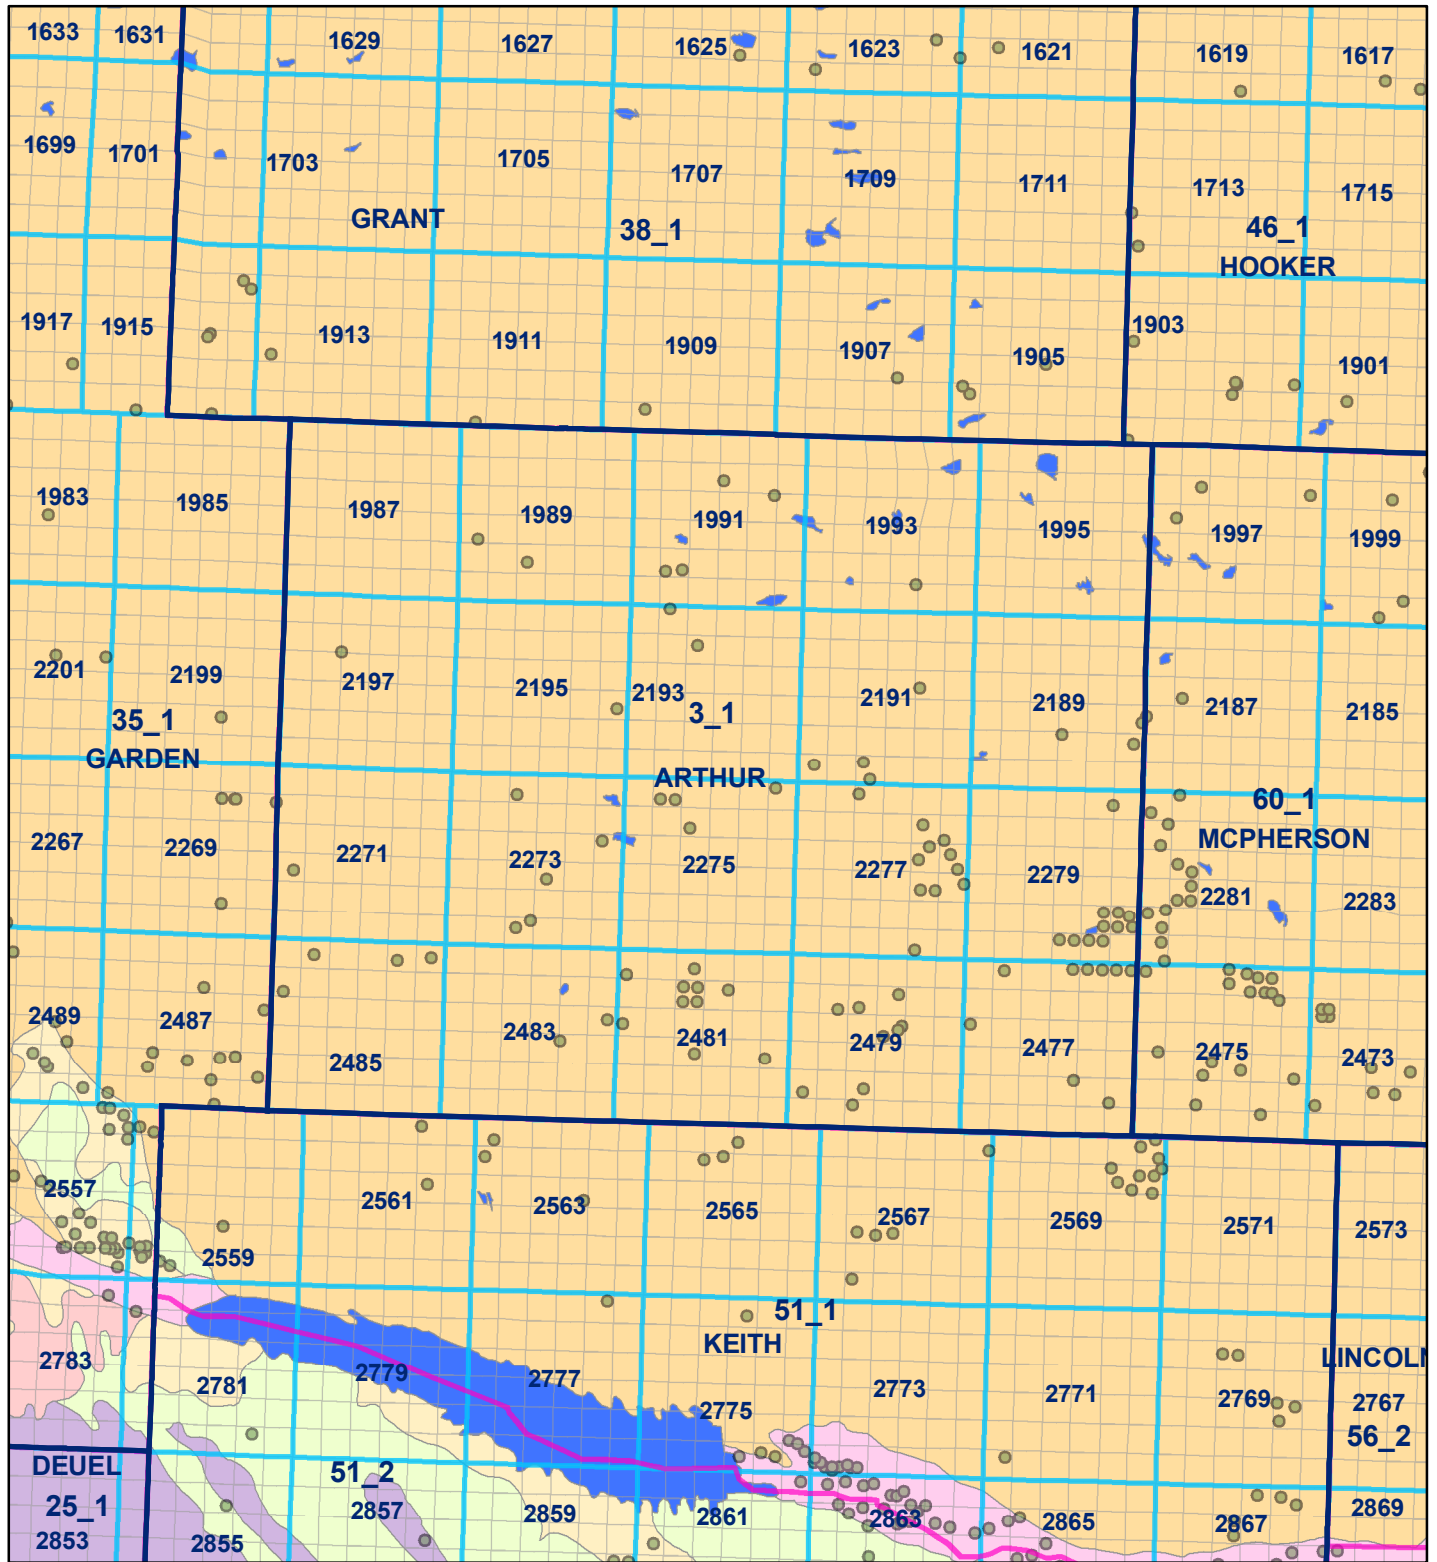 1633 1631 1629 1627 1625 1623 1621 1619 1617
1699 1701 1703 1705 1707 1709 1711 1713 1715
GRANT 38_1 46_1
HOOKER
1917 1915 1913 1911 1909 1907 1905 1903 1901
1983 1985 1987 1989 1991 1993 1995 1997 1999
2201 2199 2197 2195 2193 2191 2189 2187 2185
35_1 3_1
GARDEN ARTHUR 60_1
MCPHERSON
2267 2269 2271 2273 2275 2277 2279 2281 2283
2489 2487 2485 2483 2481 2479 2477 2475 2473
2557 2559 2561 2563 2565 2567 2569 2571 2573
51_1
KEITH LINCOLN
2783 2781 2779 2777 2775 2773 2771 2769 2767
56_2
DEUEL 51_2
25_1
2853 2855 2857 2859 2861 2863 2865 2867 2869